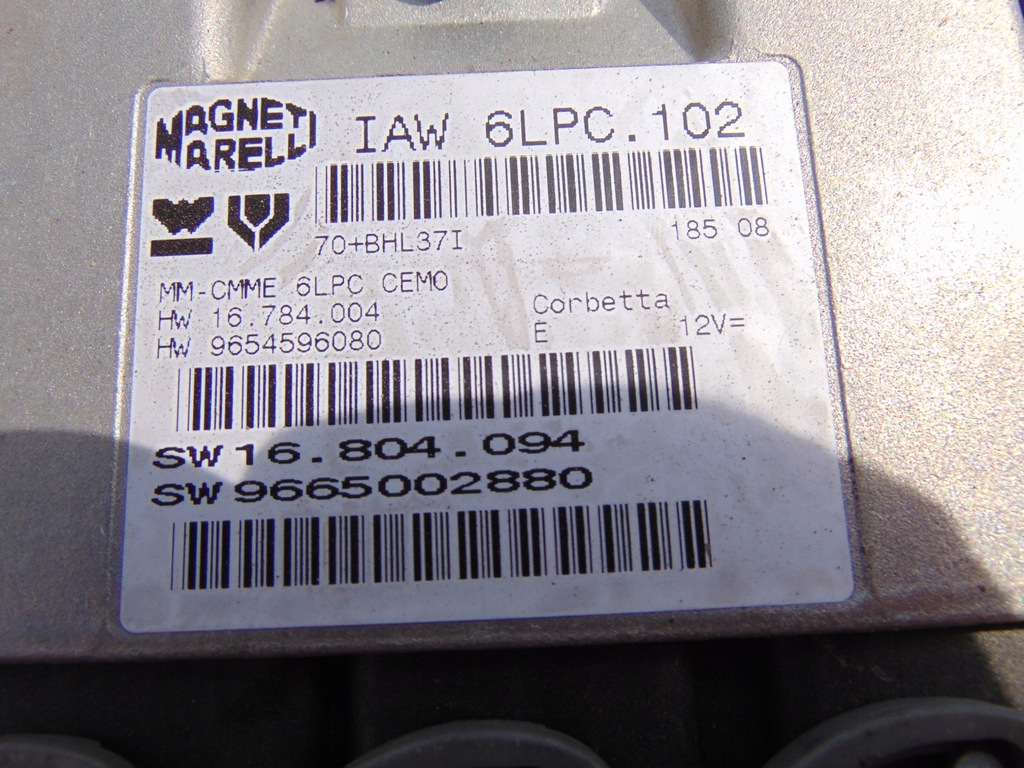 MAGNETI
MARELLI
IAW 6LPC.102
70+BHL37I
185 08
MM-CMME 6LPC CEM0
HW 16.784.004
HW 9654596080
Corbetta
E 12V=
SW 16.804.094
SW 9665002880